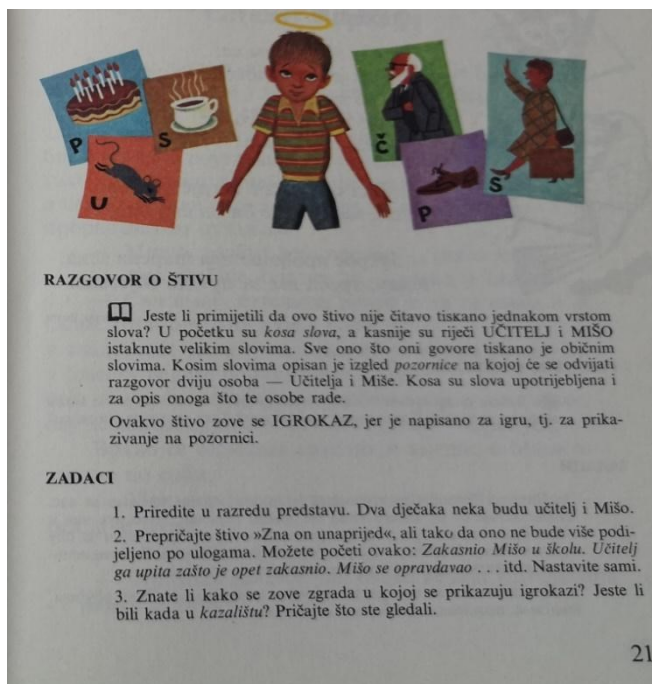 P
S
U
Č
P
S
RAZGOVOR O ŠTIVU
Jeste li primijetili da ovo štivo nije čitavo tiskano jednakom vrstom
slova? U početku su kosa slova, a kasnije su riječi UČITELJ i MIŠO
istaknute velikim slovima. Sve ono što oni govore tiskano je običnim
slovima. Kosim slovima opisan je izgled pozornice na kojoj će se odvijati
razgovor dviju osoba — Učitelja i Miše. Kosa su slova upotrijebljena i
za opis onoga što te osobe rade.
Ovakvo štivo zove se IGROKAZ, jer je napisano za igru, tj. za prika-
zivanje na pozornici.
ZADACI
1. Priredite u razredu predstavu. Dva dječaka neka budu učitelj i Mišo.
2. Prepričajte štivo »Zna on unaprijed«, ali tako da ono ne bude više podi-
jeljeno po ulogama. Možete početi ovako: Zakasnio Mišo u školu. Učitelj
ga upita zašto je opet zakasnio. Mišo se opravdavao . . . itd. Nastavite sami.
3. Znate li kako se zove zgrada u kojoj se prikazuju igrokazi? Jeste li
bili kada u kazalištu? Pričajte što ste gledali.
21